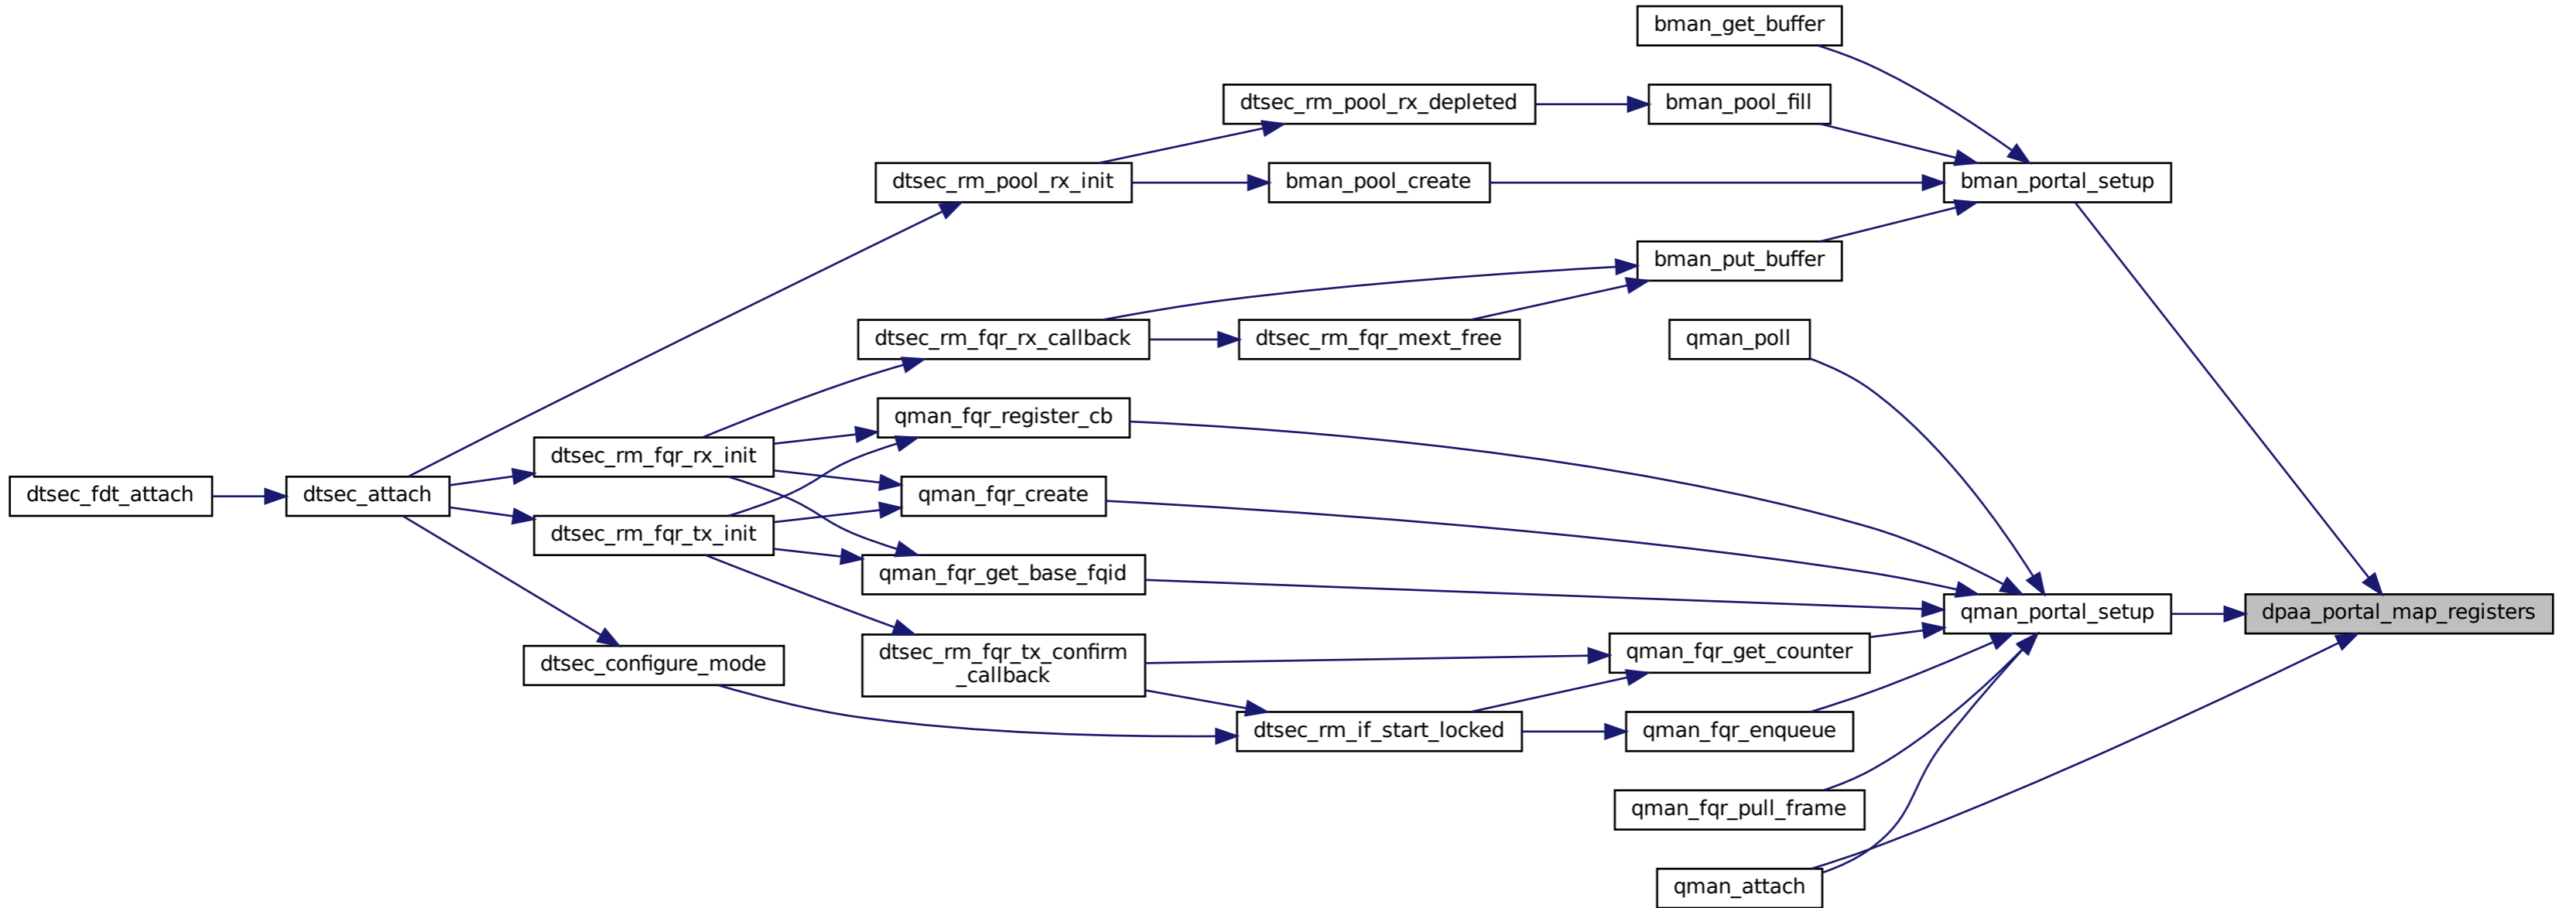 bman_get_buffer
dtsec_rm_pool_rx_depleted
bman_pool_fill
dtsec_rm_pool_rx_init
bman_pool_create
bman_portal_setup
bman_put_buffer
dtsec_rm_fqr_rx_callback
dtsec_rm_fqr_mext_free
qman_poll
qman_fqr_register_cb
dtsec_rm_fqr_rx_init
dtsec_fdt_attach
dtsec_attach
qman_fqr_create
dtsec_rm_fqr_tx_init
qman_fqr_get_base_fqid
qman_portal_setup
dpaa_portal_map_registers
dtsec_configure_mode
dtsec_rm_fqr_tx_confirm
_callback
qman_fqr_get_counter
dtsec_rm_if_start_locked
qman_fqr_enqueue
qman_fqr_pull_frame
qman_attach